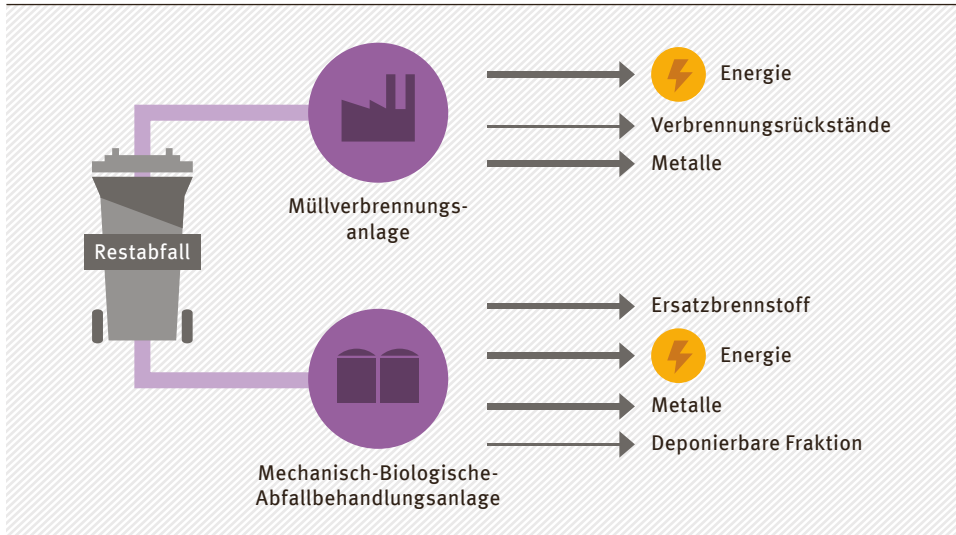 Energie
Verbrennungsrückstände
Metalle
Müllverbrennungs-
anlage
Restabfall
Ersatzbrennstoff
Energie
Metalle
Deponierbare Fraktion
Mechanisch-Biologische-
Abfallbehandlungsanlage